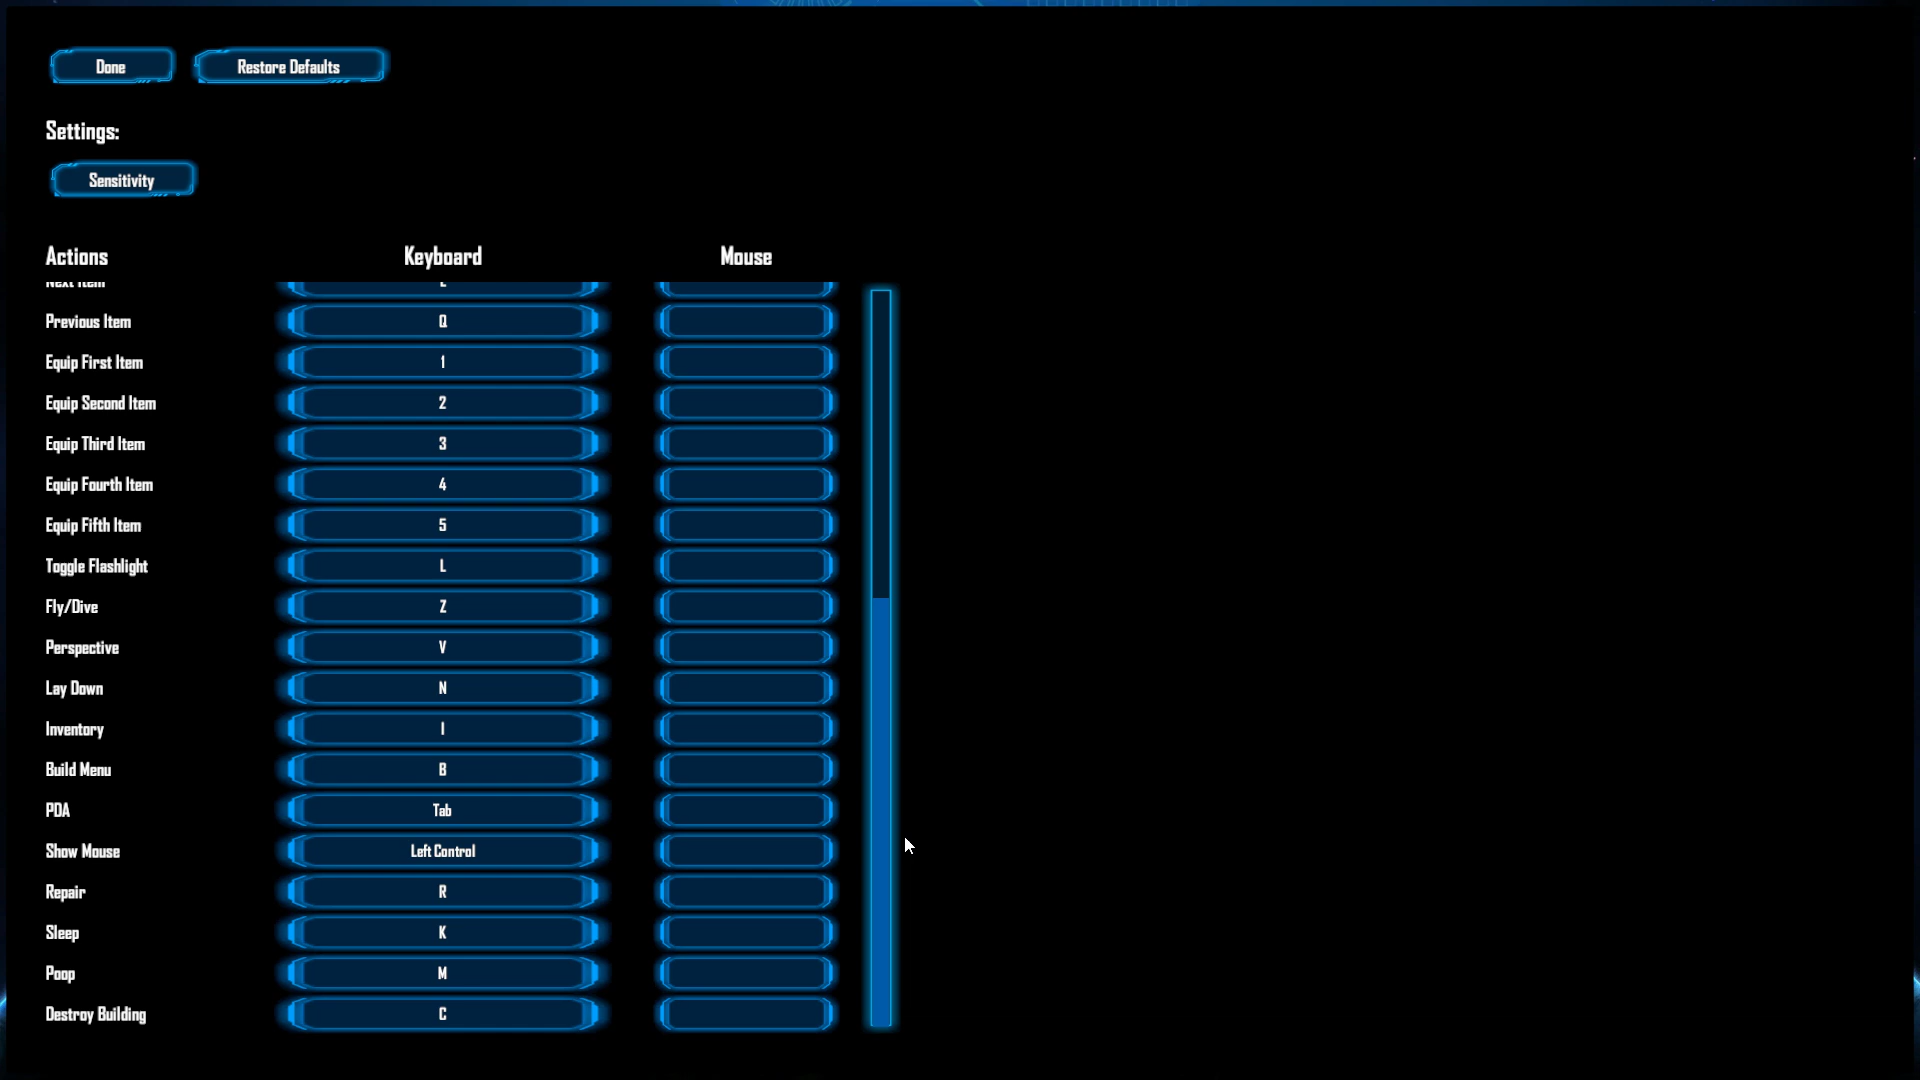 Done
Restore Defaults
Settings:
Sensitivity
Actions Keyboard Mouse
Next Item
Previous Item Q
Equip First Item 1
Equip Second Item 2
Equip Third Item 3
Equip Fourth Item 4
Equip Fifth Item 5
Toggle Flashlight L
Fly/Dive Z
Perspective V
Lay Down N
Inventory I
Build Menu B
PDA Tab
Show Mouse Left Control
Repair R
Sleep K
Poop M
Destroy Building C